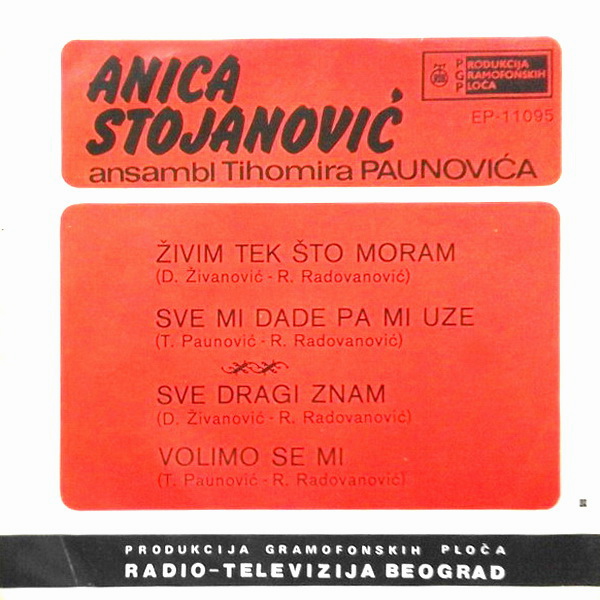 ANICA
STOJANOVIĆ
ansambl Tihomira PAUNOVIĆA
PGP
RTB
PRODUKCIJA
GRAMOFONSKIH
PLOČA
EP-11095
ŽIVIM TEK ŠTO MORAM
(D. Živanović - R. Radovanović)
SVE MI DADE PA MI UZE
(T. Paunović - R. Radovanović)
SVE DRAGI ZNAM
(D. Živanović - R. Radovanović)
VOLIMO SE MI
(T. Paunović - R. Radovanović)
PRODUKCIJA GRAMOFONSKIH PLOČA
RADIO-TELEVIZIJA BEOGRAD